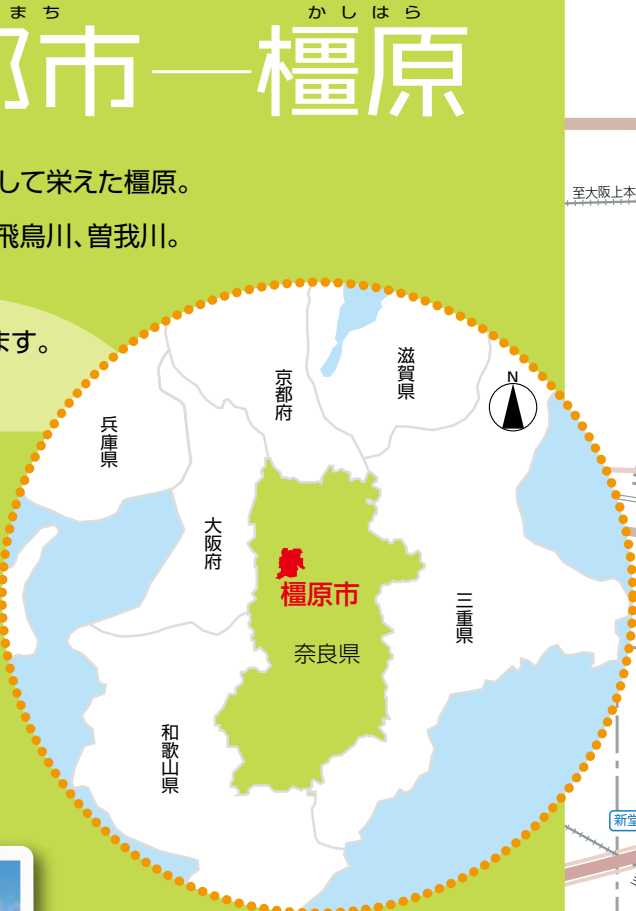 まち かしはら
市―橿原
して栄えた橿原。
飛鳥川、曽我川。
ます。
至大阪上本
滋賀県
京都府
N
兵庫県
大阪府
橿原市
三重県
奈良県
和歌山県
新堂